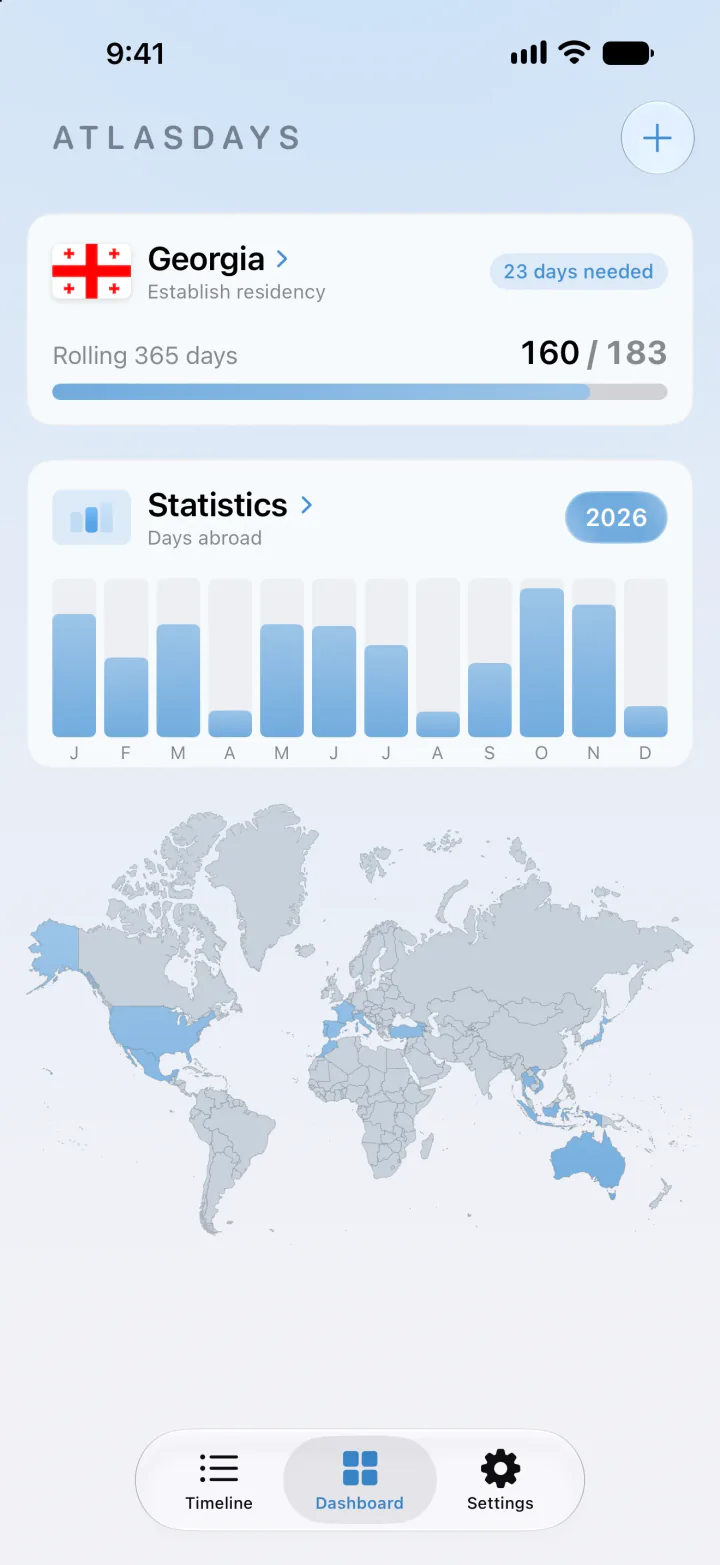 9:41
ATLASDAYS
Georgia
23 days needed
Establish residency
Rolling 365 days
160 / 183
Statistics
2026
Days abroad
J F M A M J J A S O N D
Timeline
Dashboard
Settings